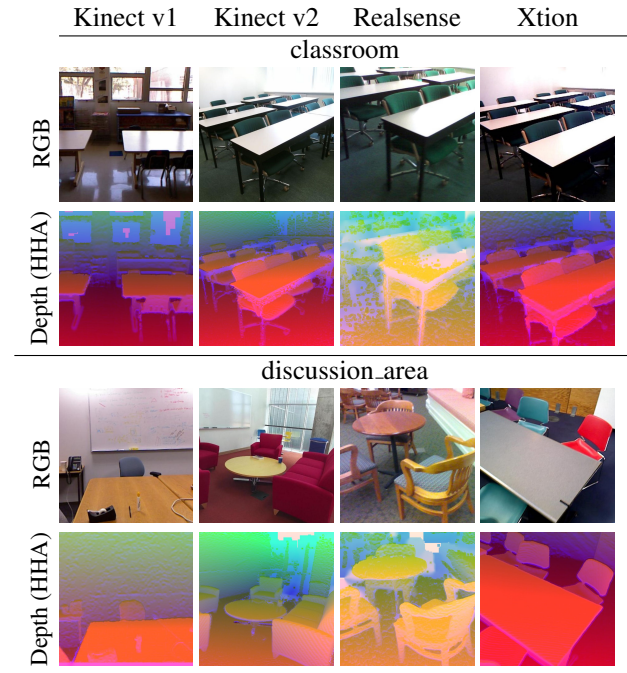 Kinect v1 Kinect v2 Realsense Xtion
classroom
RGB
Depth (HHA)
discussion_area
RGB
Depth (HHA)